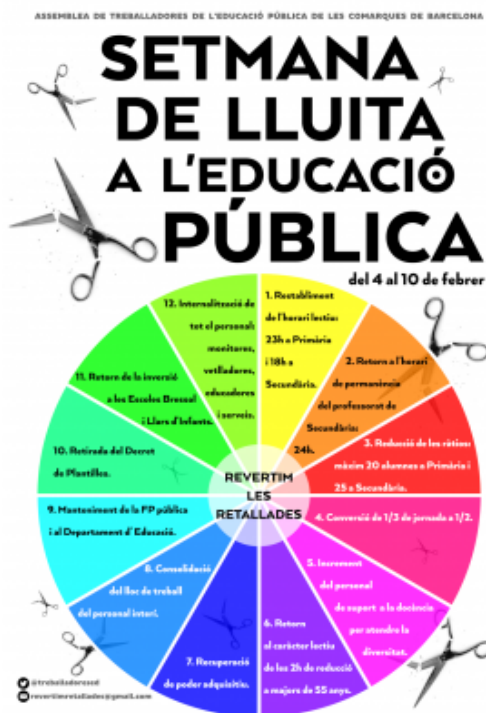 ASSEMBLEA DE TREBALLADORES DE L'EDUCACIÓ PÚBLICA DE LES COMARQUES DE BARCELONA
SETMANA
DE LLUITA
A L'EDUCACIÓ
PÚBLICA
del 4 al 10 de febrer
1. Restabliment
de l'horari lectiu:
23h a Primària
i 18h a
Secundària.
2. Retorn a l'horari
de permanència
del professorat de
Secundària:
24h.
3. Reducció de les ràtios:
màxim 20 alumnes a Primària i
25 a Secundària.
4. Conversió de 1/3 de jornada a 1/2.
5. Increment
del personal
de suport a la docència
per atendre la
diversitat.
6. Retorn
al caràcter lectiu
de les 2h de reducció
a majors de 55 anys.
7. Recuperació
de poder adquisitiu.
8. Consolidació
del lloc de treball
del personal interí.
9. Manteniment de la FP pública
i al Departament d'Educació.
10. Retirada del Decret
de Plantilles.
11. Retorn de la inversió
a les Escoles Bressol
i Llars d'Infants.
12. Internalització de
tot el personal:
monitores,
vetlladores,
educadores
i serveis.
REVERTIM
LES
RETALLADES
@treballadoresed
revertimretallades@gmail.com